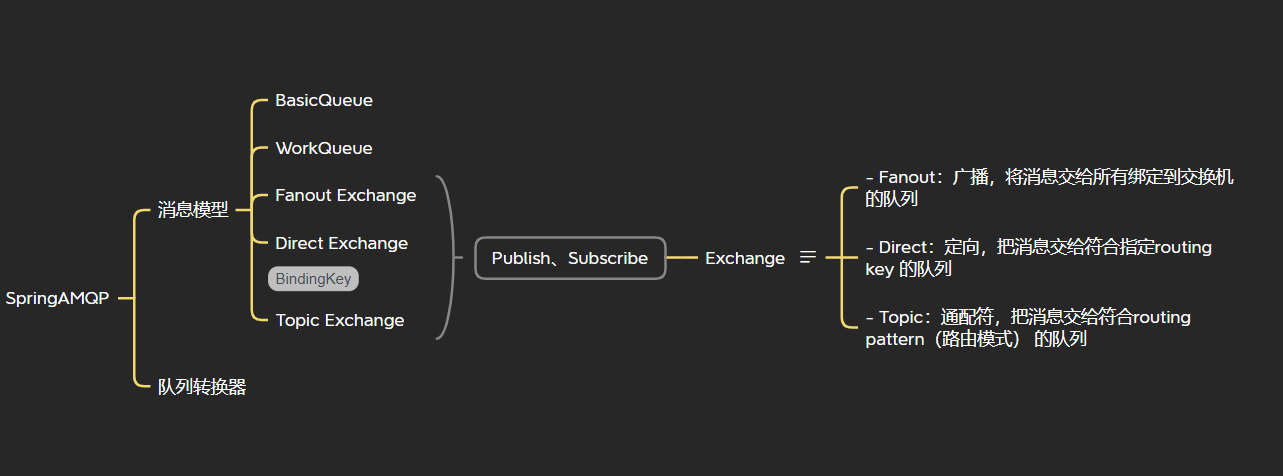 SpringAMQP
消息模型
BasicQueue
WorkQueue
Fanout Exchange
Direct Exchange
BindingKey
Topic Exchange
Publish、Subscribe
Exchange
- Fanout：广播，将消息交给所有绑定到交换机
的队列
- Direct：定向，把消息交给符合指定routing
key 的队列
- Topic：通配符，把消息交给符合routing
pattern（路由模式） 的队列
队列转换器